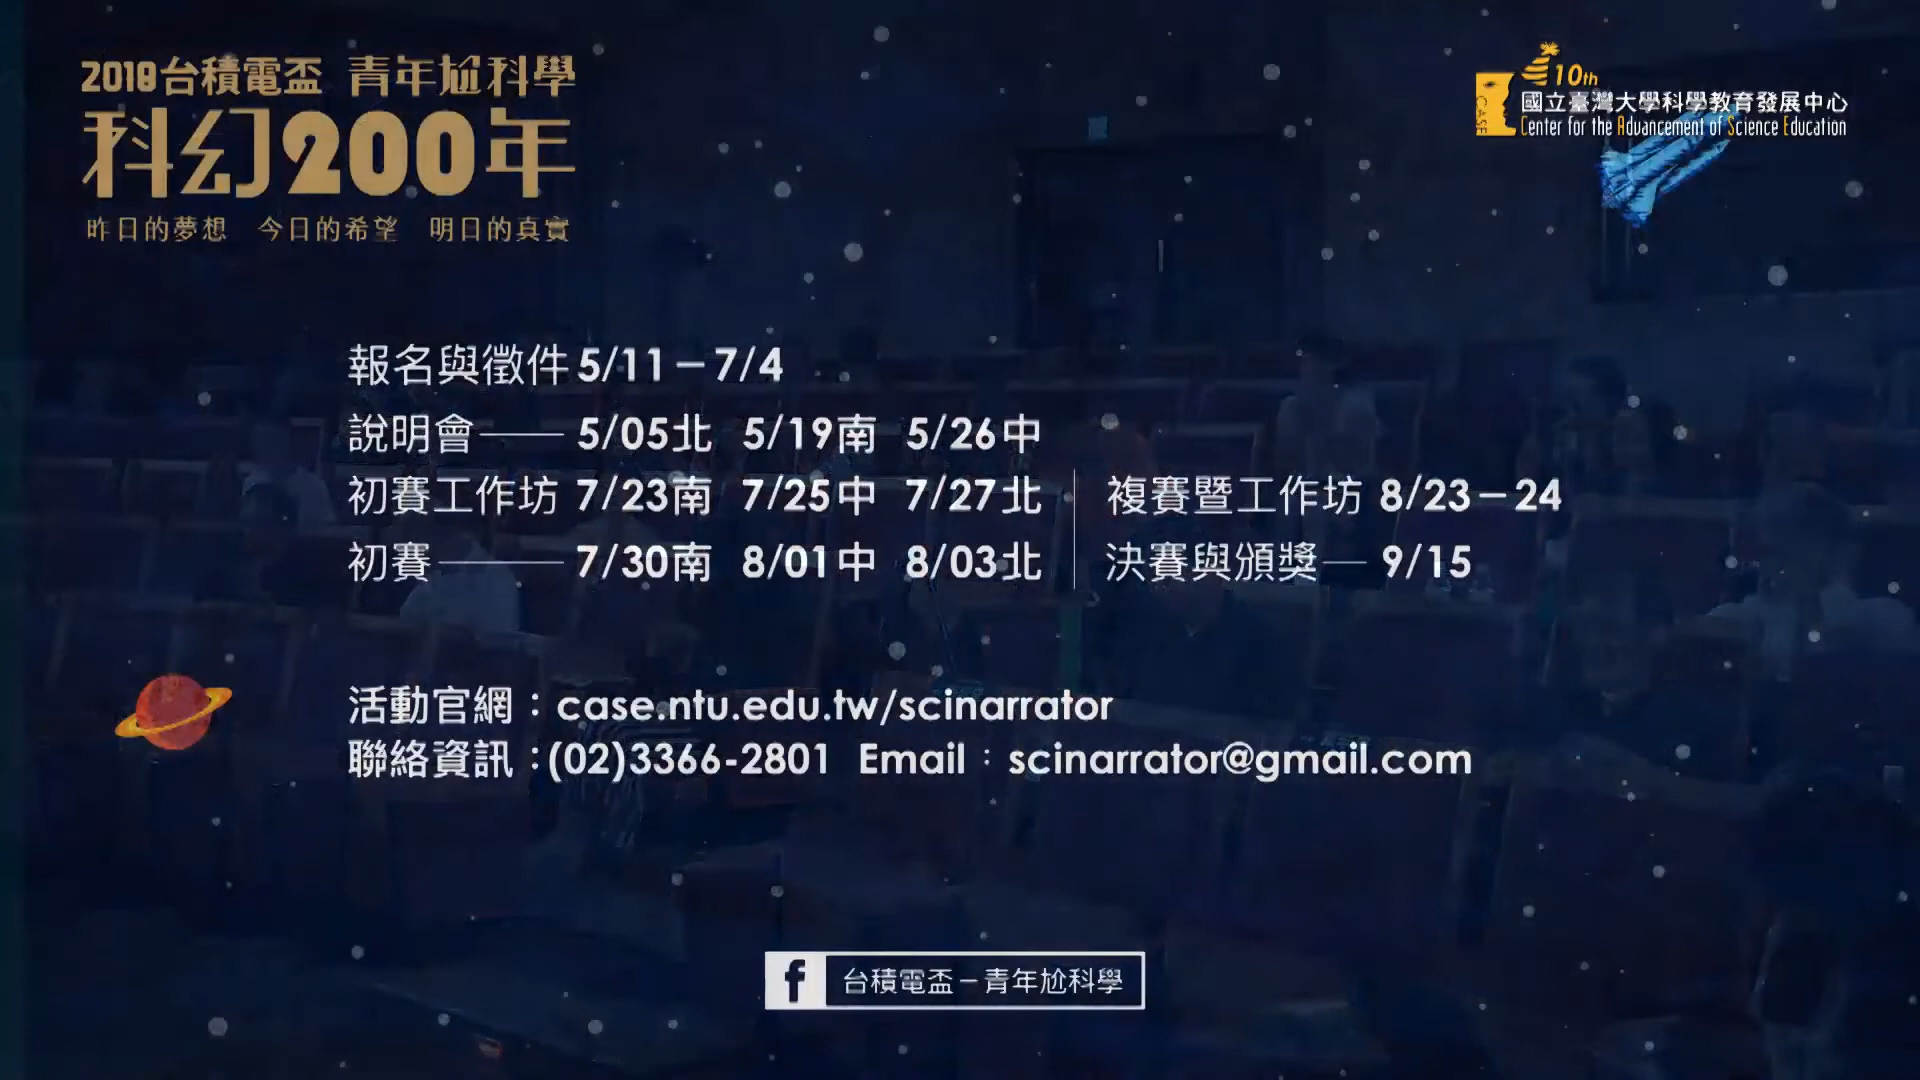 2018台積電盃 青年尬科學
科幻200年
昨日的夢想 今日的希望 明日的真實
10th
CASE
國立臺灣大學科學教育發展中心
Center for the Advancement of Science Education
報名與徵件 5/11－7/4
說明會── 5/05北 5/19南 5/26中
初賽工作坊 7/23南 7/25中 7/27北
初賽─── 7/30南 8/01中 8/03北
複賽暨工作坊 8/23－24
決賽與頒獎─ 9/15
活動官網：case.ntu.edu.tw/scinarrator
聯絡資訊：(02)3366-2801 Email：scinarrator@gmail.com
f 台積電盃－青年尬科學